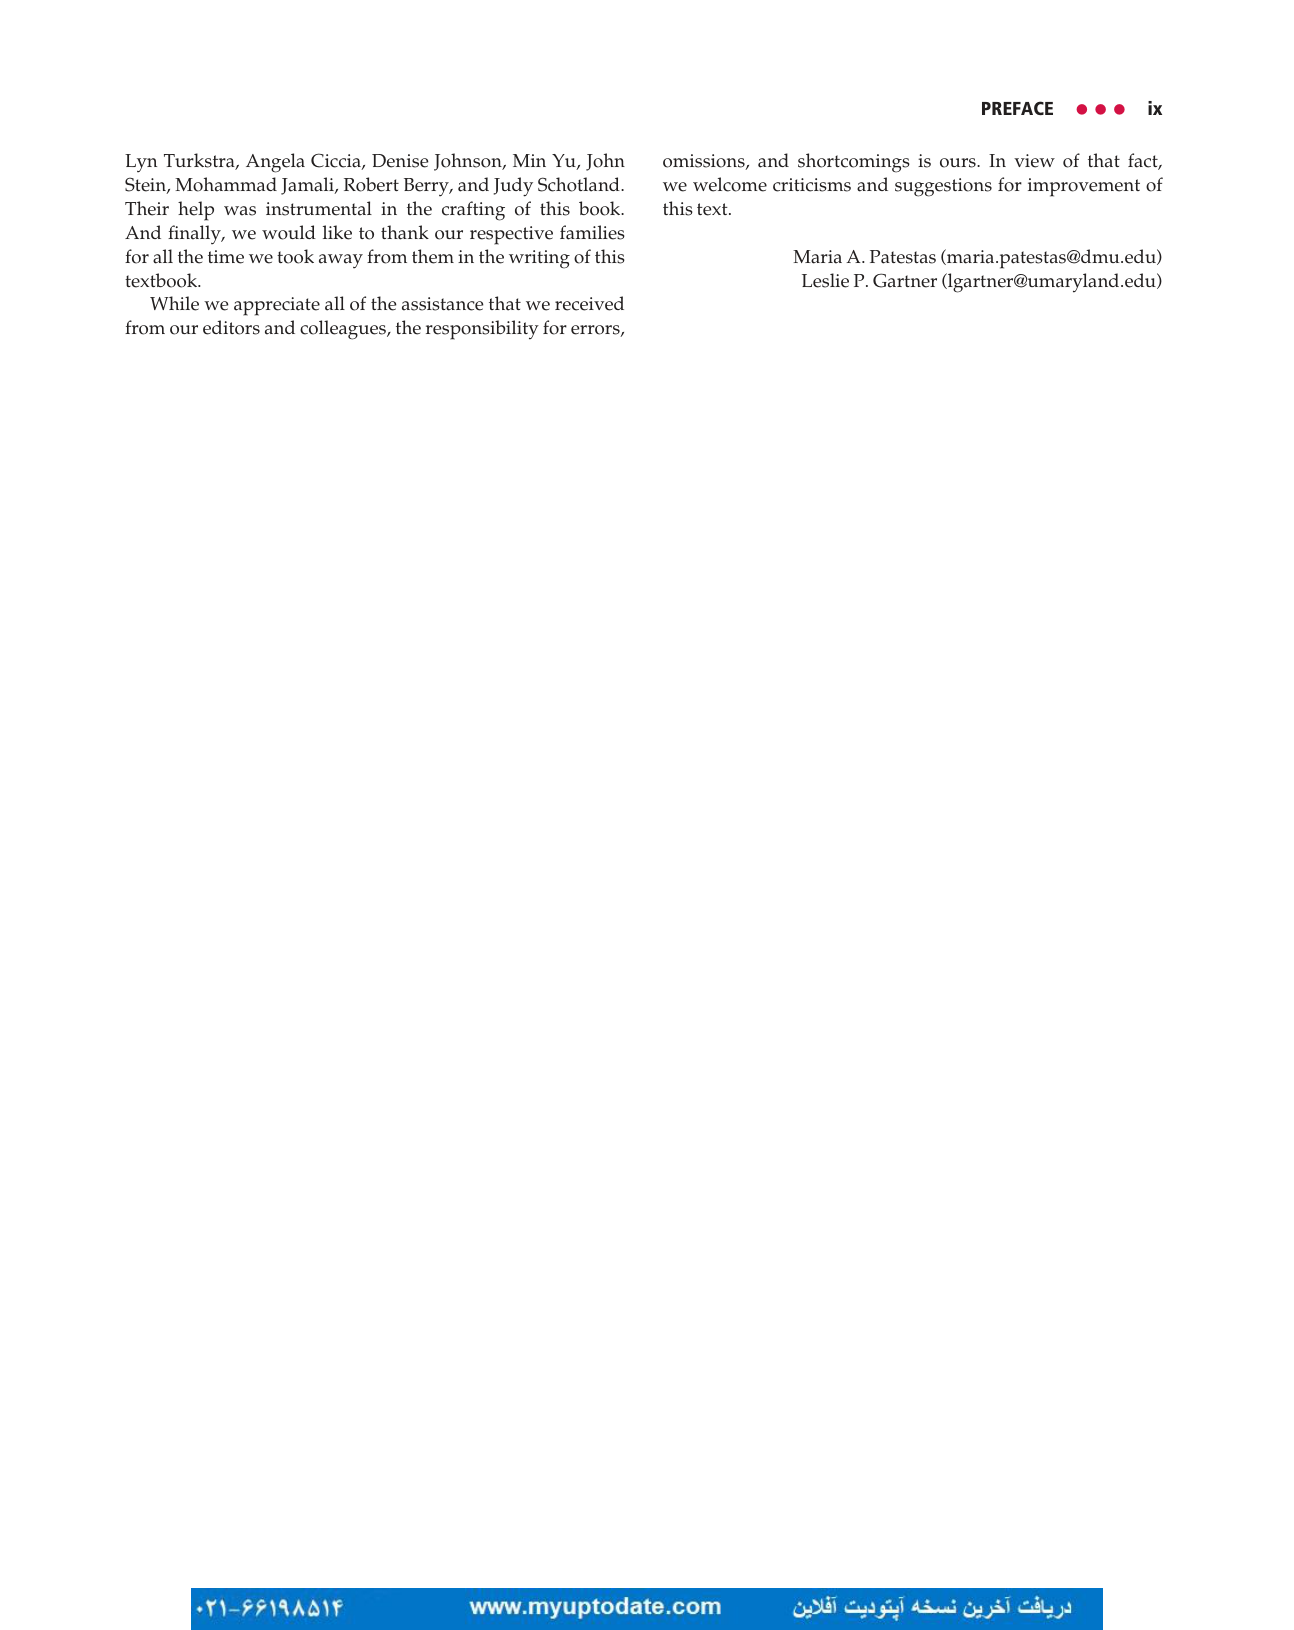 PREFACE ● ● ● ix
Lyn Turkstra, Angela Ciccia, Denise Johnson, Min Yu, John
Stein, Mohammad Jamali, Robert Berry, and Judy Schotland.
Their help was instrumental in the crafting of this book.
And finally, we would like to thank our respective families
for all the time we took away from them in the writing of this
textbook.
While we appreciate all of the assistance that we received
from our editors and colleagues, the responsibility for errors,
omissions, and shortcomings is ours. In view of that fact,
we welcome criticisms and suggestions for improvement of
this text.
Maria A. Patestas (maria.patestas@dmu.edu)
Leslie P. Gartner (lgartner@umaryland.edu)
۰۲۱-۶۶۱۹۸۵۱۴ www.myuptodate.com دریافت آخرین نسخه آپتودیت آفلاین